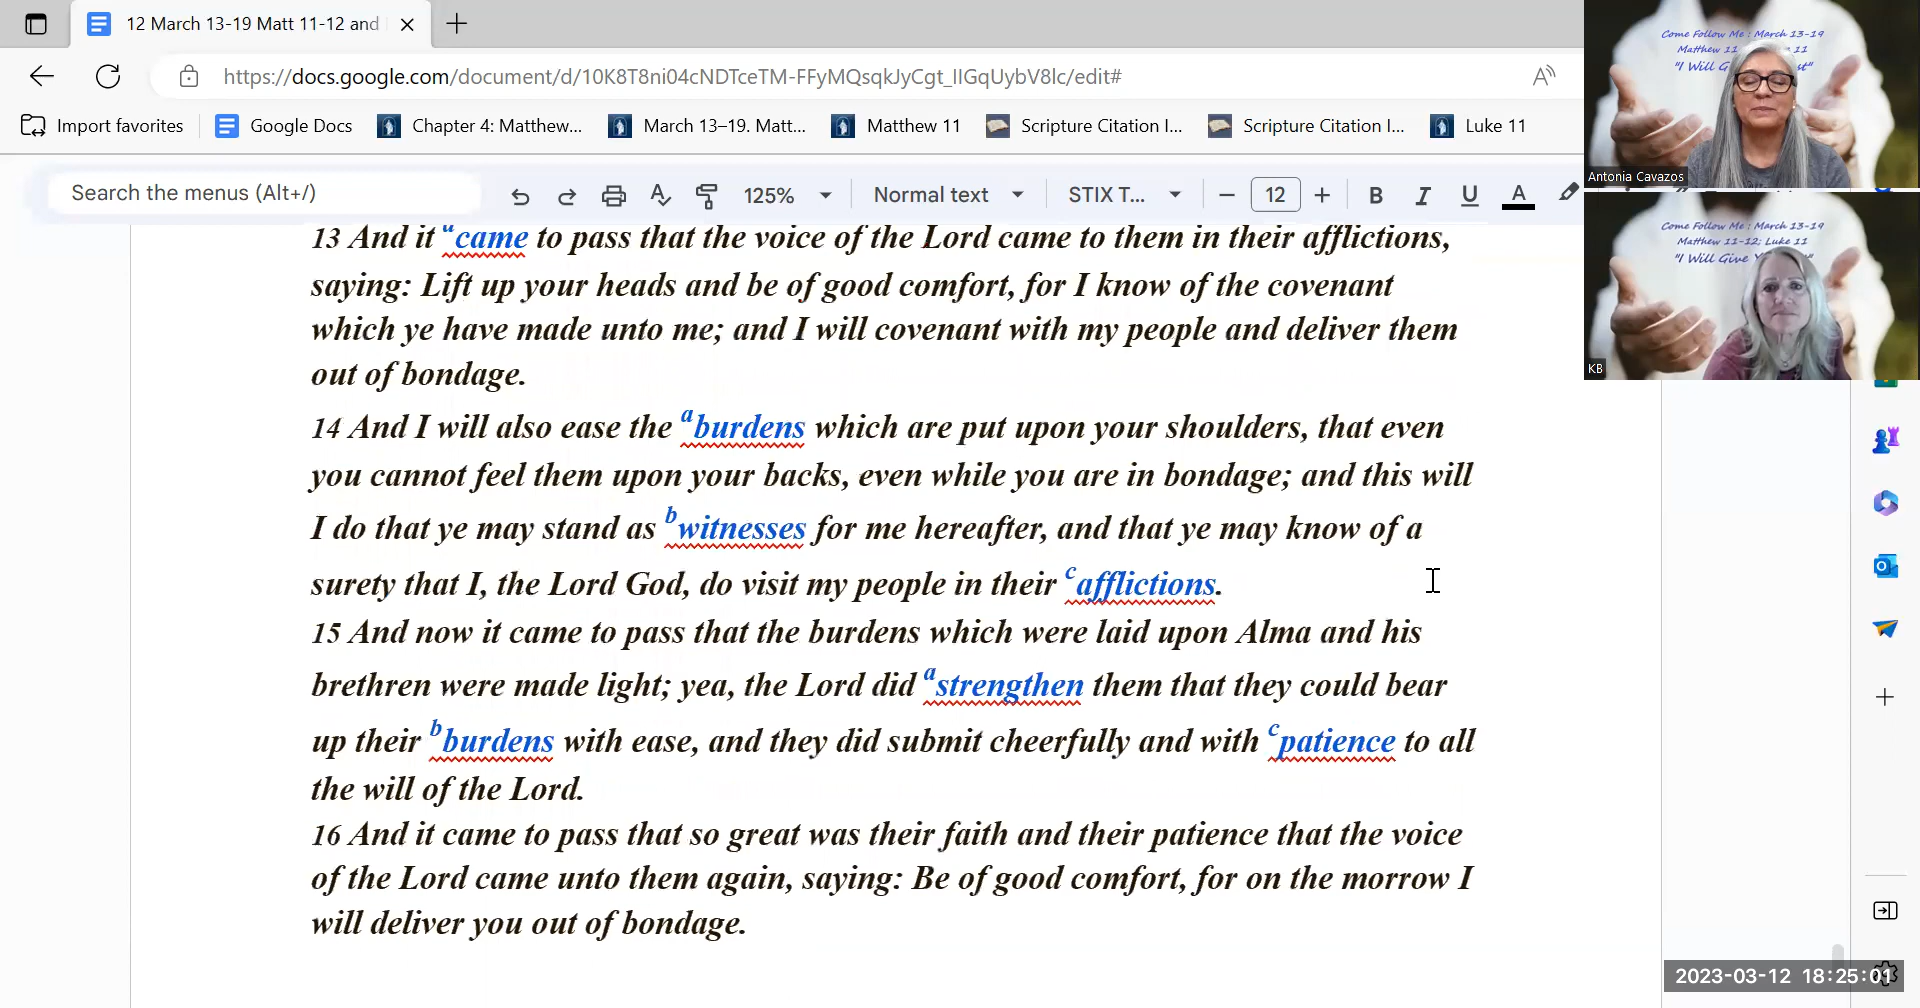 12 March 13-19 Matt 11-12 and
https://docs.google.com/document/d/10K8T8ni04cNDTceTM-FFyMQsqkJyCgt_IIGqUybV8lc/edit#
Import favorites Google Docs Chapter 4: Matthew... March 13–19. Matt... Matthew 11 Scripture Citation I... Scripture Citation I... Luke 11
Search the menus (Alt+/) 125% Normal text STIX T... 12 B I U A
13 And it ᵃcame to pass that the voice of the Lord came to them in their afflictions,
saying: Lift up your heads and be of good comfort, for I know of the covenant
which ye have made unto me; and I will covenant with my people and deliver them
out of bondage.
14 And I will also ease the ᵃburdens which are put upon your shoulders, that even
you cannot feel them upon your backs, even while you are in bondage; and this will
I do that ye may stand as ᵇwitnesses for me hereafter, and that ye may know of a
surety that I, the Lord God, do visit my people in their ᶜafflictions.
15 And now it came to pass that the burdens which were laid upon Alma and his
brethren were made light; yea, the Lord did ᵃstrengthen them that they could bear
up their ᵇburdens with ease, and they did submit cheerfully and with ᶜpatience to all
the will of the Lord.
16 And it came to pass that so great was their faith and their patience that the voice
of the Lord came unto them again, saying: Be of good comfort, for on the morrow I
will deliver you out of bondage.
Come Follow Me : March 13-19
Matthew 11 11
"I Will G
Antonia Cavazos
Come Follow Me : March 13-19
Matthew 11-12; Luke 11
"I Will Give
KB
2023-03-12 18:25:01